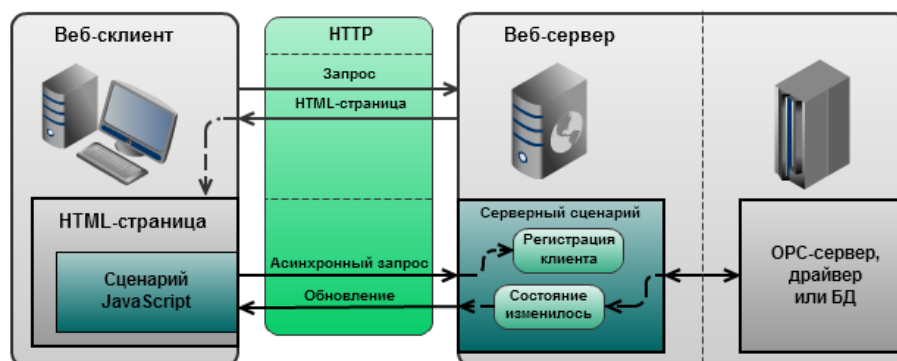 Веб-склиент
HTTP
Веб-сервер
Запрос
HTML-страница
HTML-страница
Сценарий
JavaScript
Асинхронный запрос
Обновление
Серверный сценарий
Регистрация
клиента
Состояние
изменилось
OPC-сервер,
драйвер
или БД